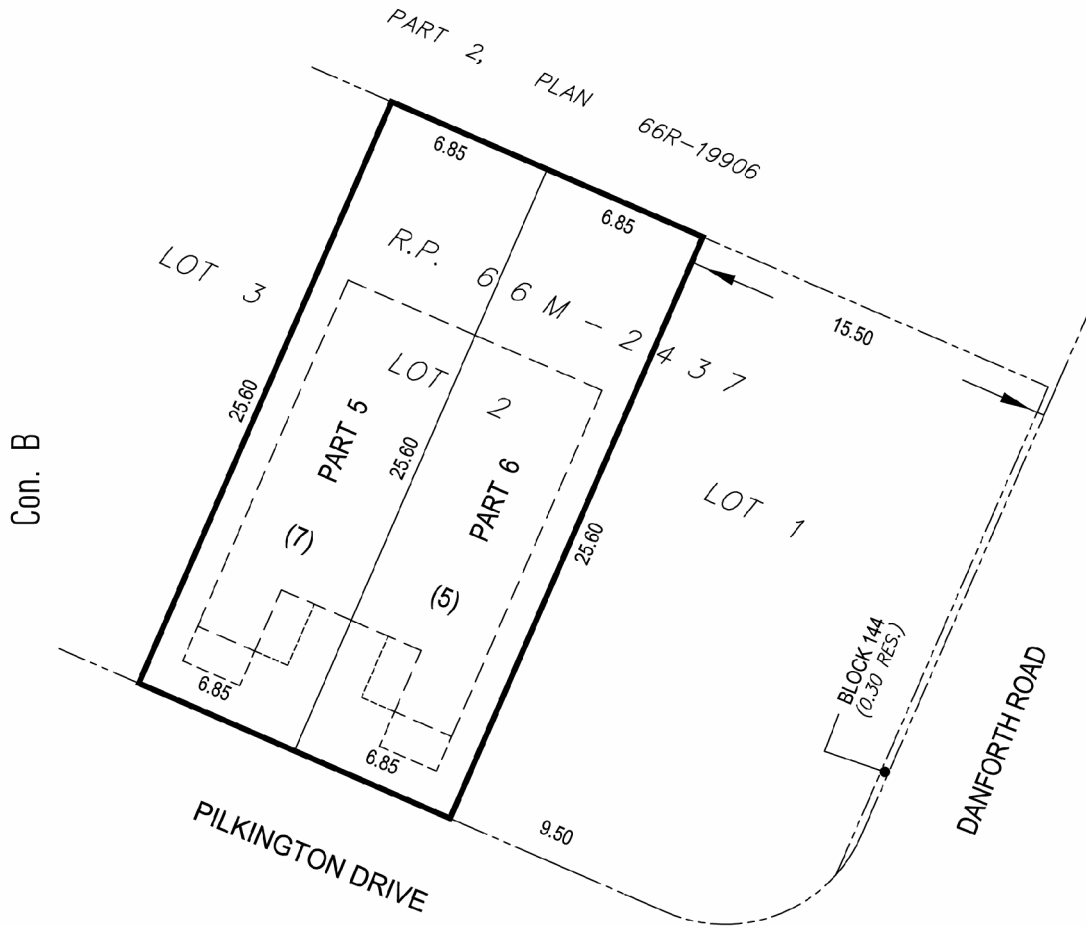 PART 2, PLAN 66R-19906
6.85
6.85
R.P. 66M-2437
LOT 3
15.50
LOT 2
25.60
PART 5
25.60
PART 6
Con. B
LOT 1
25.60
(7)
(5)
BLOCK 144
(0.30 RES.)
6.85
6.85
DANFORTH ROAD
9.50
PILKINGTON DRIVE